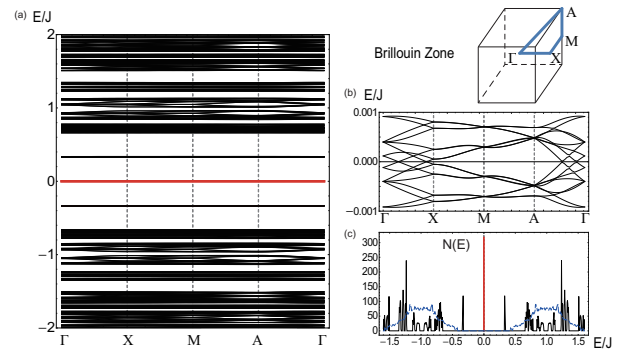 (a)
E/J
2
1
0
−1
−2
Γ X M A Γ
Brillouin Zone
A
M
Γ X
(b)
E/J
0.001
0.000
−0.001
Γ X M A Γ
(c)
N(E)
300
250
200
150
100
50
0
−1.5 −1.0 −0.5 0.0 0.5 1.0 1.5
E/J